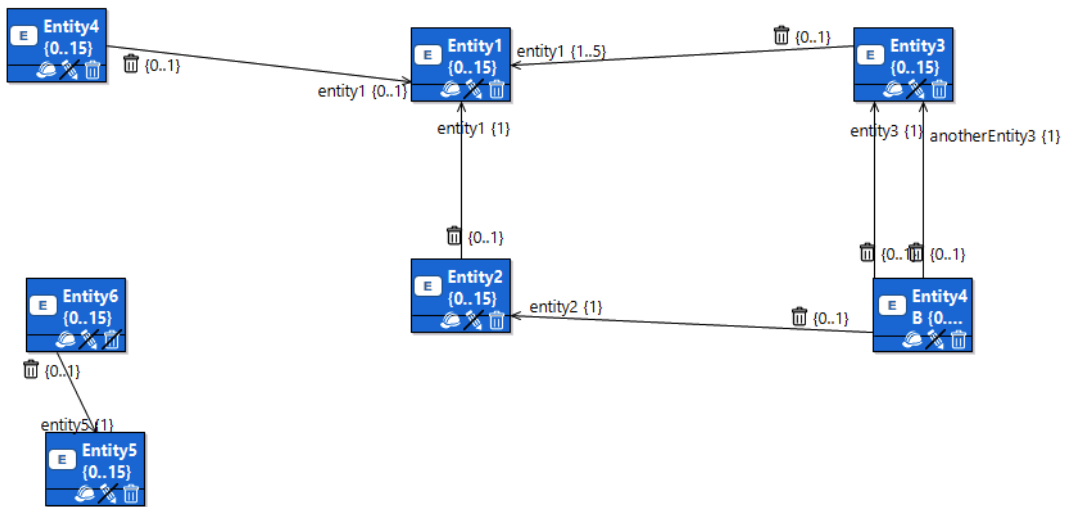 E
Entity4
{0..15}
{0..1}
entity1 {0..1}
E
Entity1
{0..15}
entity1 {1..5}
{0..1}
E
Entity3
{0..15}
entity1 {1}
entity3 {1}
anotherEntity3 {1}
{0..1}
{0..1}
{0..1}
E
Entity2
{0..15}
entity2 {1}
{0..1}
E
Entity4
B {0....
E
Entity6
{0..15}
{0..1}
entity5 {1}
E
Entity5
{0..15}